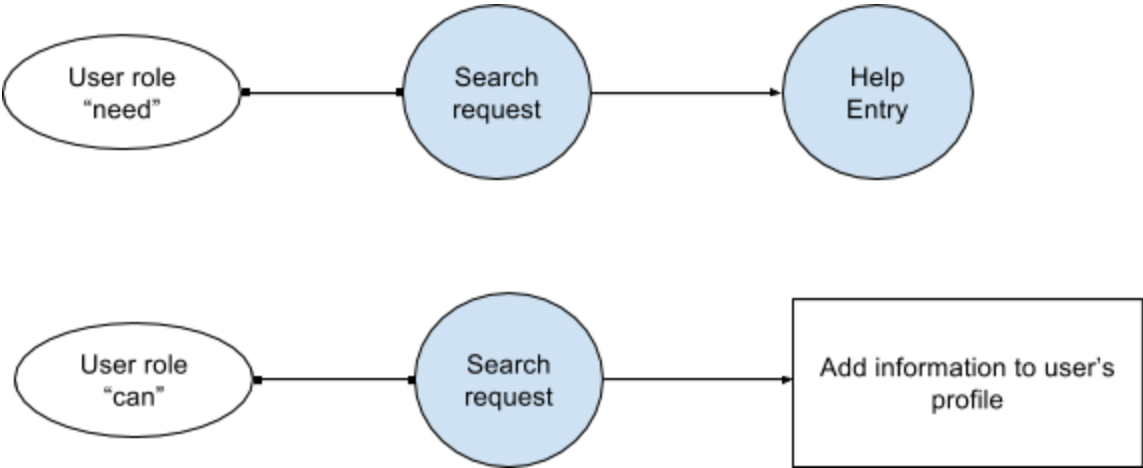 User role
“need”
Search
request
Help
Entry
User role
“can”
Search
request
Add information to user’s
profile